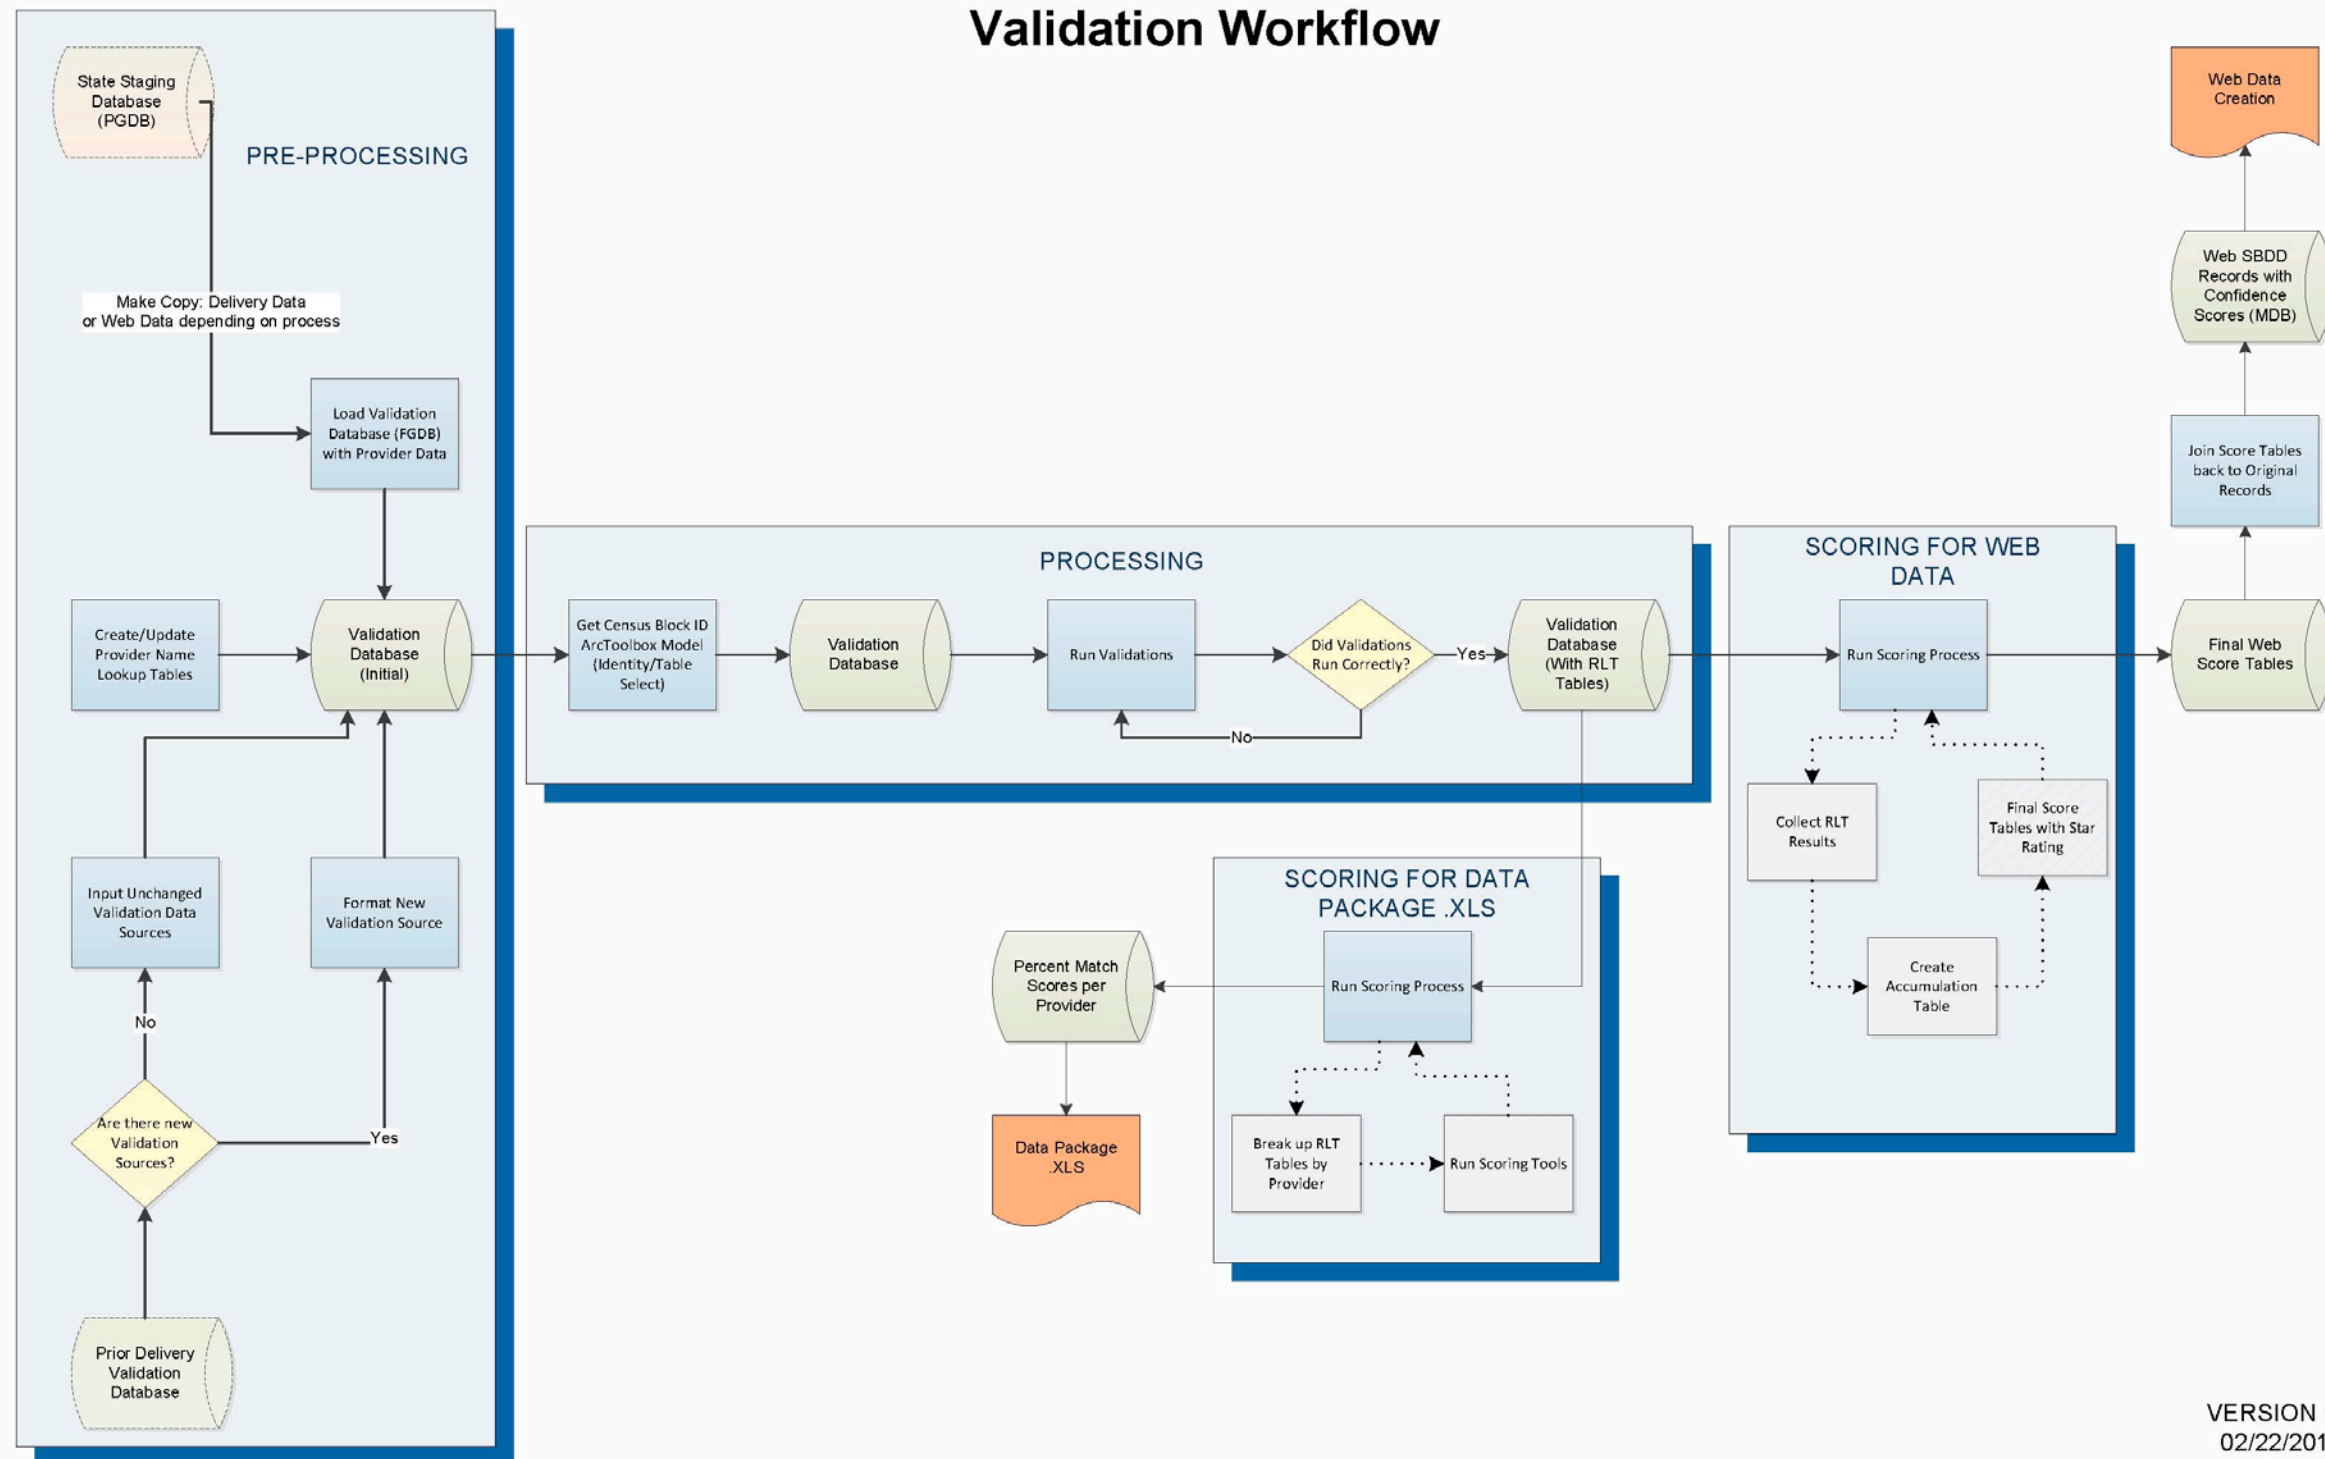 Validation Workflow
State Staging
Database
(PGDB)
PRE-PROCESSING
Make Copy: Delivery Data
or Web Data depending on process
Load Validation
Database (FGDB)
with Provider Data
Create/Update
Provider Name
Lookup Tables
Validation
Database
(Initial)
Input Unchanged
Validation Data
Sources
Format New
Validation Source
No
Are there new
Validation
Sources?
Yes
Prior Delivery
Validation
Database
PROCESSING
Get Census Block ID
ArcToolbox Model
(Identity/Table
Select)
Validation
Database
Run Validations
Did Validations
Run Correctly?
Yes
No
Validation
Database
(With RLT
Tables)
SCORING FOR DATA
PACKAGE .XLS
Run Scoring Process
Percent Match
Scores per
Provider
Data Package
.XLS
Break up RLT
Tables by
Provider
Run Scoring Tools
SCORING FOR WEB
DATA
Run Scoring Process
Collect RLT
Results
Create
Accumulation
Table
Final Score
Tables with Star
Rating
Final Web
Score Tables
Join Score Tables
back to Original
Records
Web SBDD
Records with
Confidence
Scores (MDB)
Web Data
Creation
VERSION
02/22/201